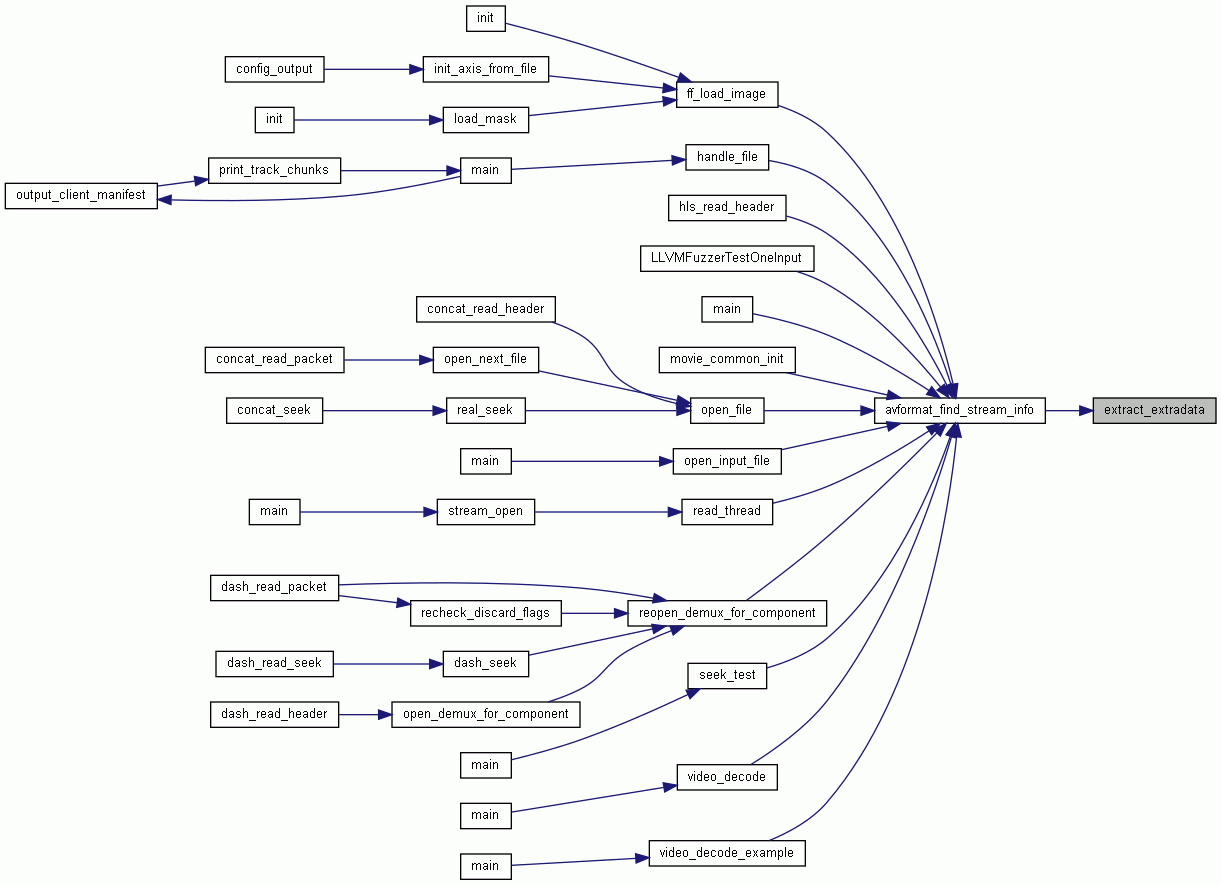 init
config_output
init_axis_from_file
ff_load_image
init
load_mask
handle_file
print_track_chunks
main
output_client_manifest
hls_read_header
LLVMFuzzerTestOneInput
concat_read_header
main
concat_read_packet
open_next_file
movie_common_init
concat_seek
real_seek
open_file
avformat_find_stream_info
extract_extradata
main
open_input_file
main
stream_open
read_thread
dash_read_packet
recheck_discard_flags
reopen_demux_for_component
dash_read_seek
dash_seek
seek_test
dash_read_header
open_demux_for_component
main
video_decode
main
video_decode_example
main